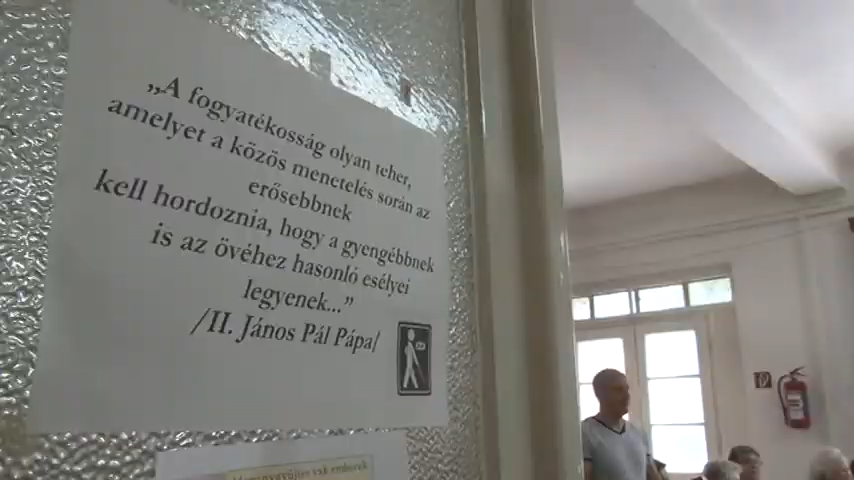 „A fogyatékosság olyan teher,
amelyet a közös menetelés során az
erősebbnek
kell hordoznia, hogy a gyengébbnek
is az övéhez hasonló esélyei
legyenek...”
/II. János Pál Pápa/